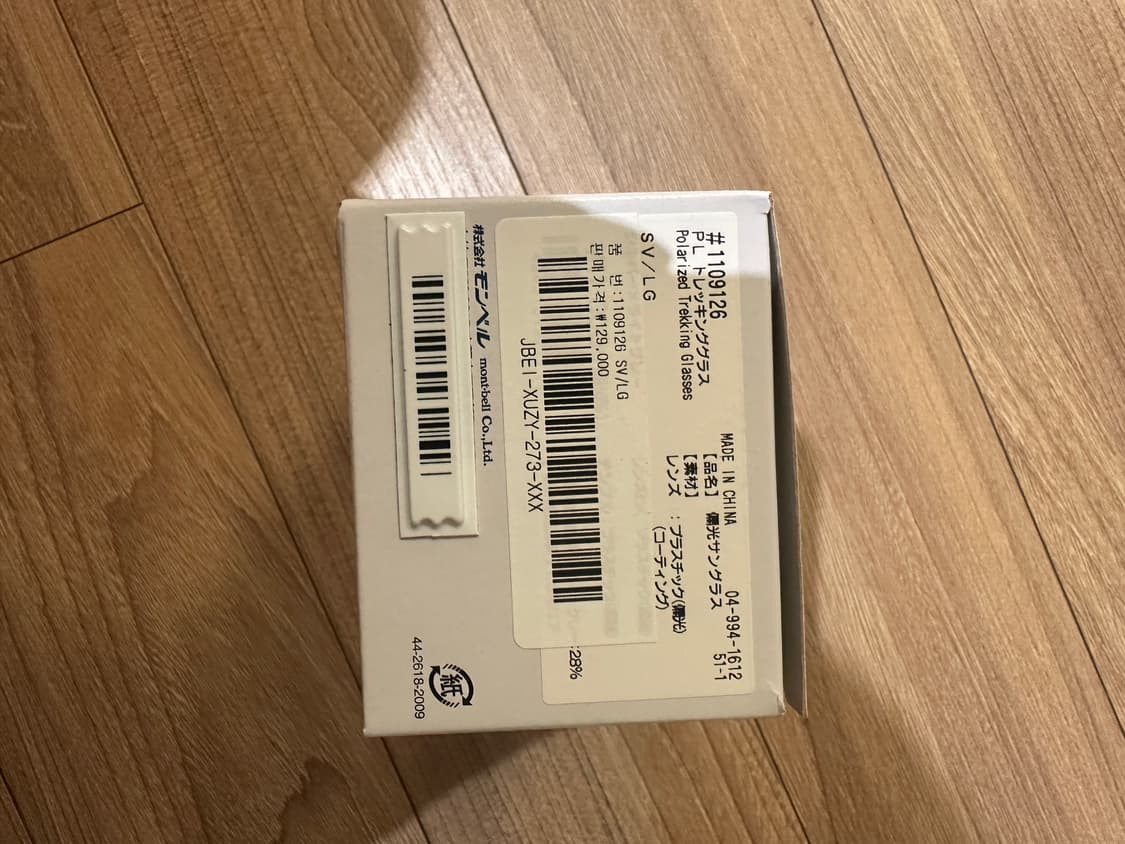 #1109126
PL トレッキンググラス
Polarized Trekking Glasses
SV/LG
MADE IN CHINA
04-994-1612
51-1
【品名】 偏光サングラス
【素材】
レンズ :プラスチック(偏光)
(コーティング)
:28%
품 번:1109126 SV/LG
판매가격:₩129,000
JBEI-XUZY-273-XXX
株式会社 モンベル mont-bell Co.,Ltd.
紙
44-2618-2009